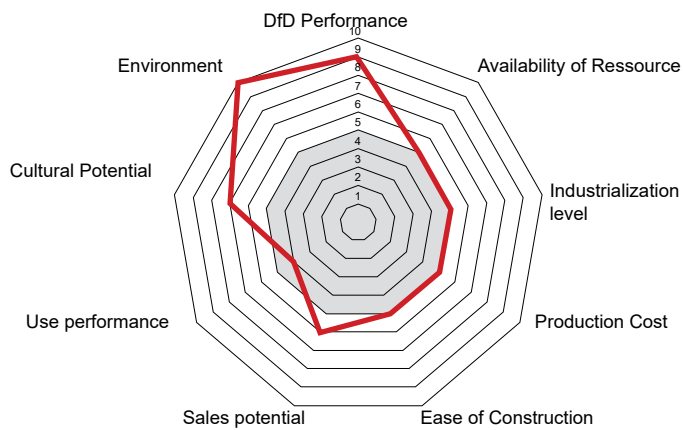 DfD Performance
10
9
8
7
6
5
4
3
2
1
Environment
Availability of Ressource
Cultural Potential
Industrialization
level
Use performance
Production Cost
Sales potential
Ease of Construction